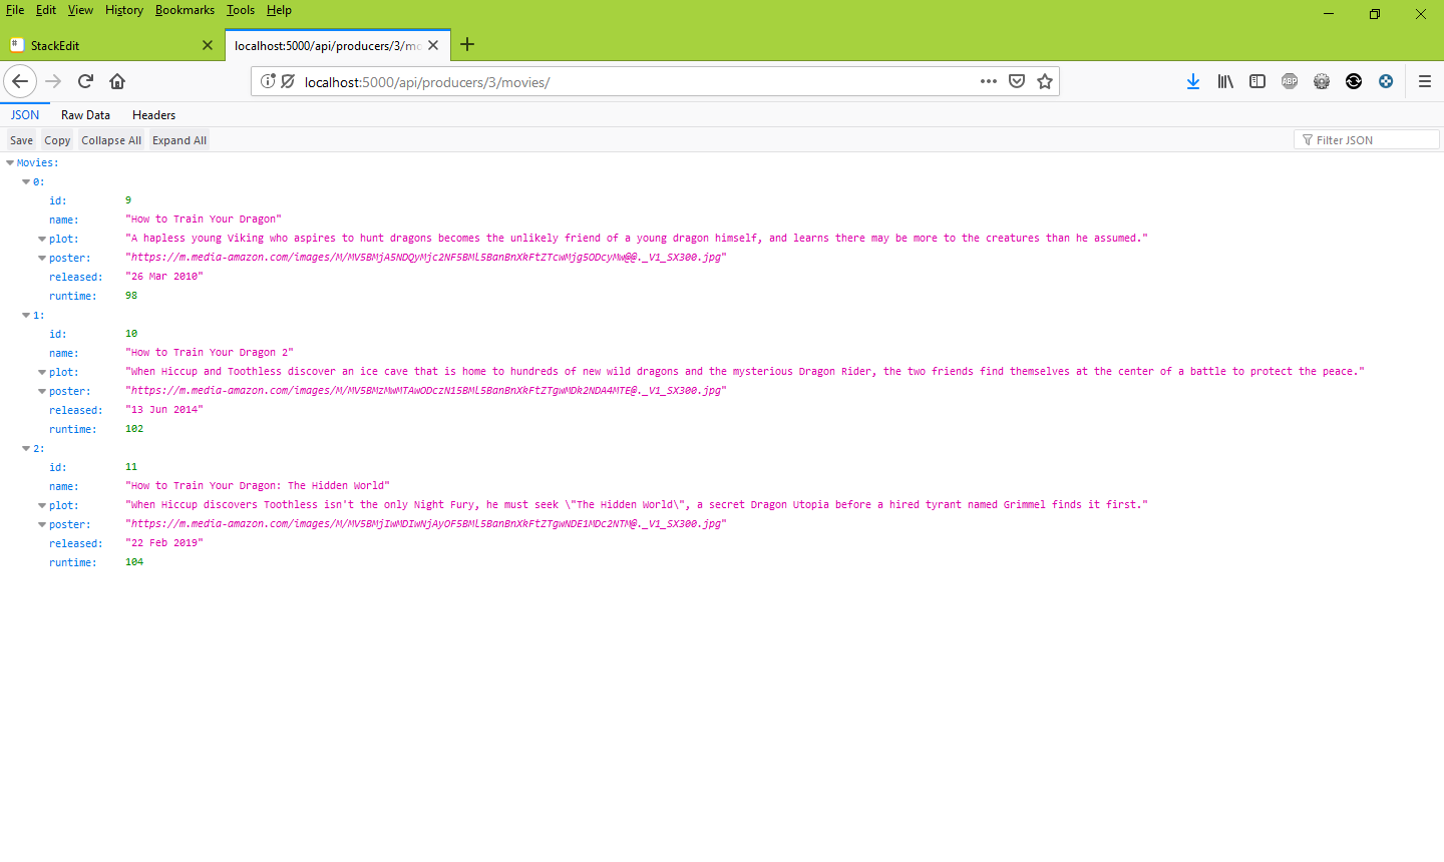 File Edit View History Bookmarks Tools Help
StackEdit
localhost:5000/api/producers/3/mo
localhost:5000/api/producers/3/movies/
ABP
JSON Raw Data Headers
Save Copy Collapse All Expand All Filter JSON
Movies:
0:
id: 9
name: "How to Train Your Dragon"
plot: "A hapless young Viking who aspires to hunt dragons becomes the unlikely friend of a young dragon himself, and learns there may be more to the creatures than he assumed."
poster: "https://m.media-amazon.com/images/M/MV5BMjA5NDQyMjc2NF5BMl5BanBnXkFtZTcwMjg5ODcyMw@@._V1_SX300.jpg"
released: "26 Mar 2010"
runtime: 98
1:
id: 10
name: "How to Train Your Dragon 2"
plot: "When Hiccup and Toothless discover an ice cave that is home to hundreds of new wild dragons and the mysterious Dragon Rider, the two friends find themselves at the center of a battle to protect the peace."
poster: "https://m.media-amazon.com/images/M/MV5BMzMwMTAwODczN15BMl5BanBnXkFtZTgwMDk2NDA4MTE@._V1_SX300.jpg"
released: "13 Jun 2014"
runtime: 102
2:
id: 11
name: "How to Train Your Dragon: The Hidden World"
plot: "When Hiccup discovers Toothless isn't the only Night Fury, he must seek \"The Hidden World\", a secret Dragon Utopia before a hired tyrant named Grimmel finds it first."
poster: "https://m.media-amazon.com/images/M/MV5BMjIwMDIwNjAyOF5BMl5BanBnXkFtZTgwNDE1MDc2NTM@._V1_SX300.jpg"
released: "22 Feb 2019"
runtime: 104